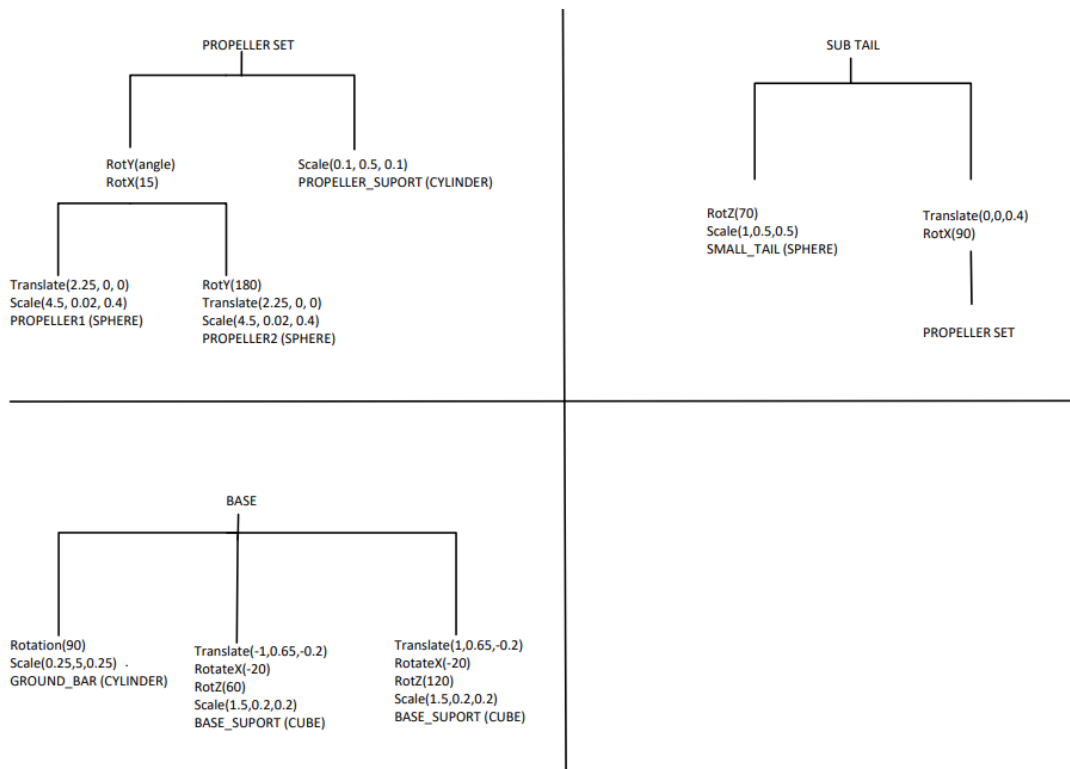 PROPELLER SET
RotY(angle)
RotX(15)
Scale(0.1, 0.5, 0.1)
PROPELLER_SUPORT (CYLINDER)
Translate(2.25, 0, 0)
Scale(4.5, 0.02, 0.4)
PROPELLER1 (SPHERE)
RotY(180)
Translate(2.25, 0, 0)
Scale(4.5, 0.02, 0.4)
PROPELLER2 (SPHERE)
SUB TAIL
RotZ(70)
Scale(1,0.5,0.5)
SMALL_TAIL (SPHERE)
Translate(0,0,0.4)
RotX(90)
PROPELLER SET
BASE
Rotation(90)
Scale(0.25,5,0.25) .
GROUND_BAR (CYLINDER)
Translate(-1,0.65,-0.2)
RotateX(-20)
RotZ(60)
Scale(1.5,0.2,0.2)
BASE_SUPORT (CUBE)
Translate(1,0.65,-0.2)
RotateX(-20)
RotZ(120)
Scale(1.5,0.2,0.2)
BASE_SUPORT (CUBE)